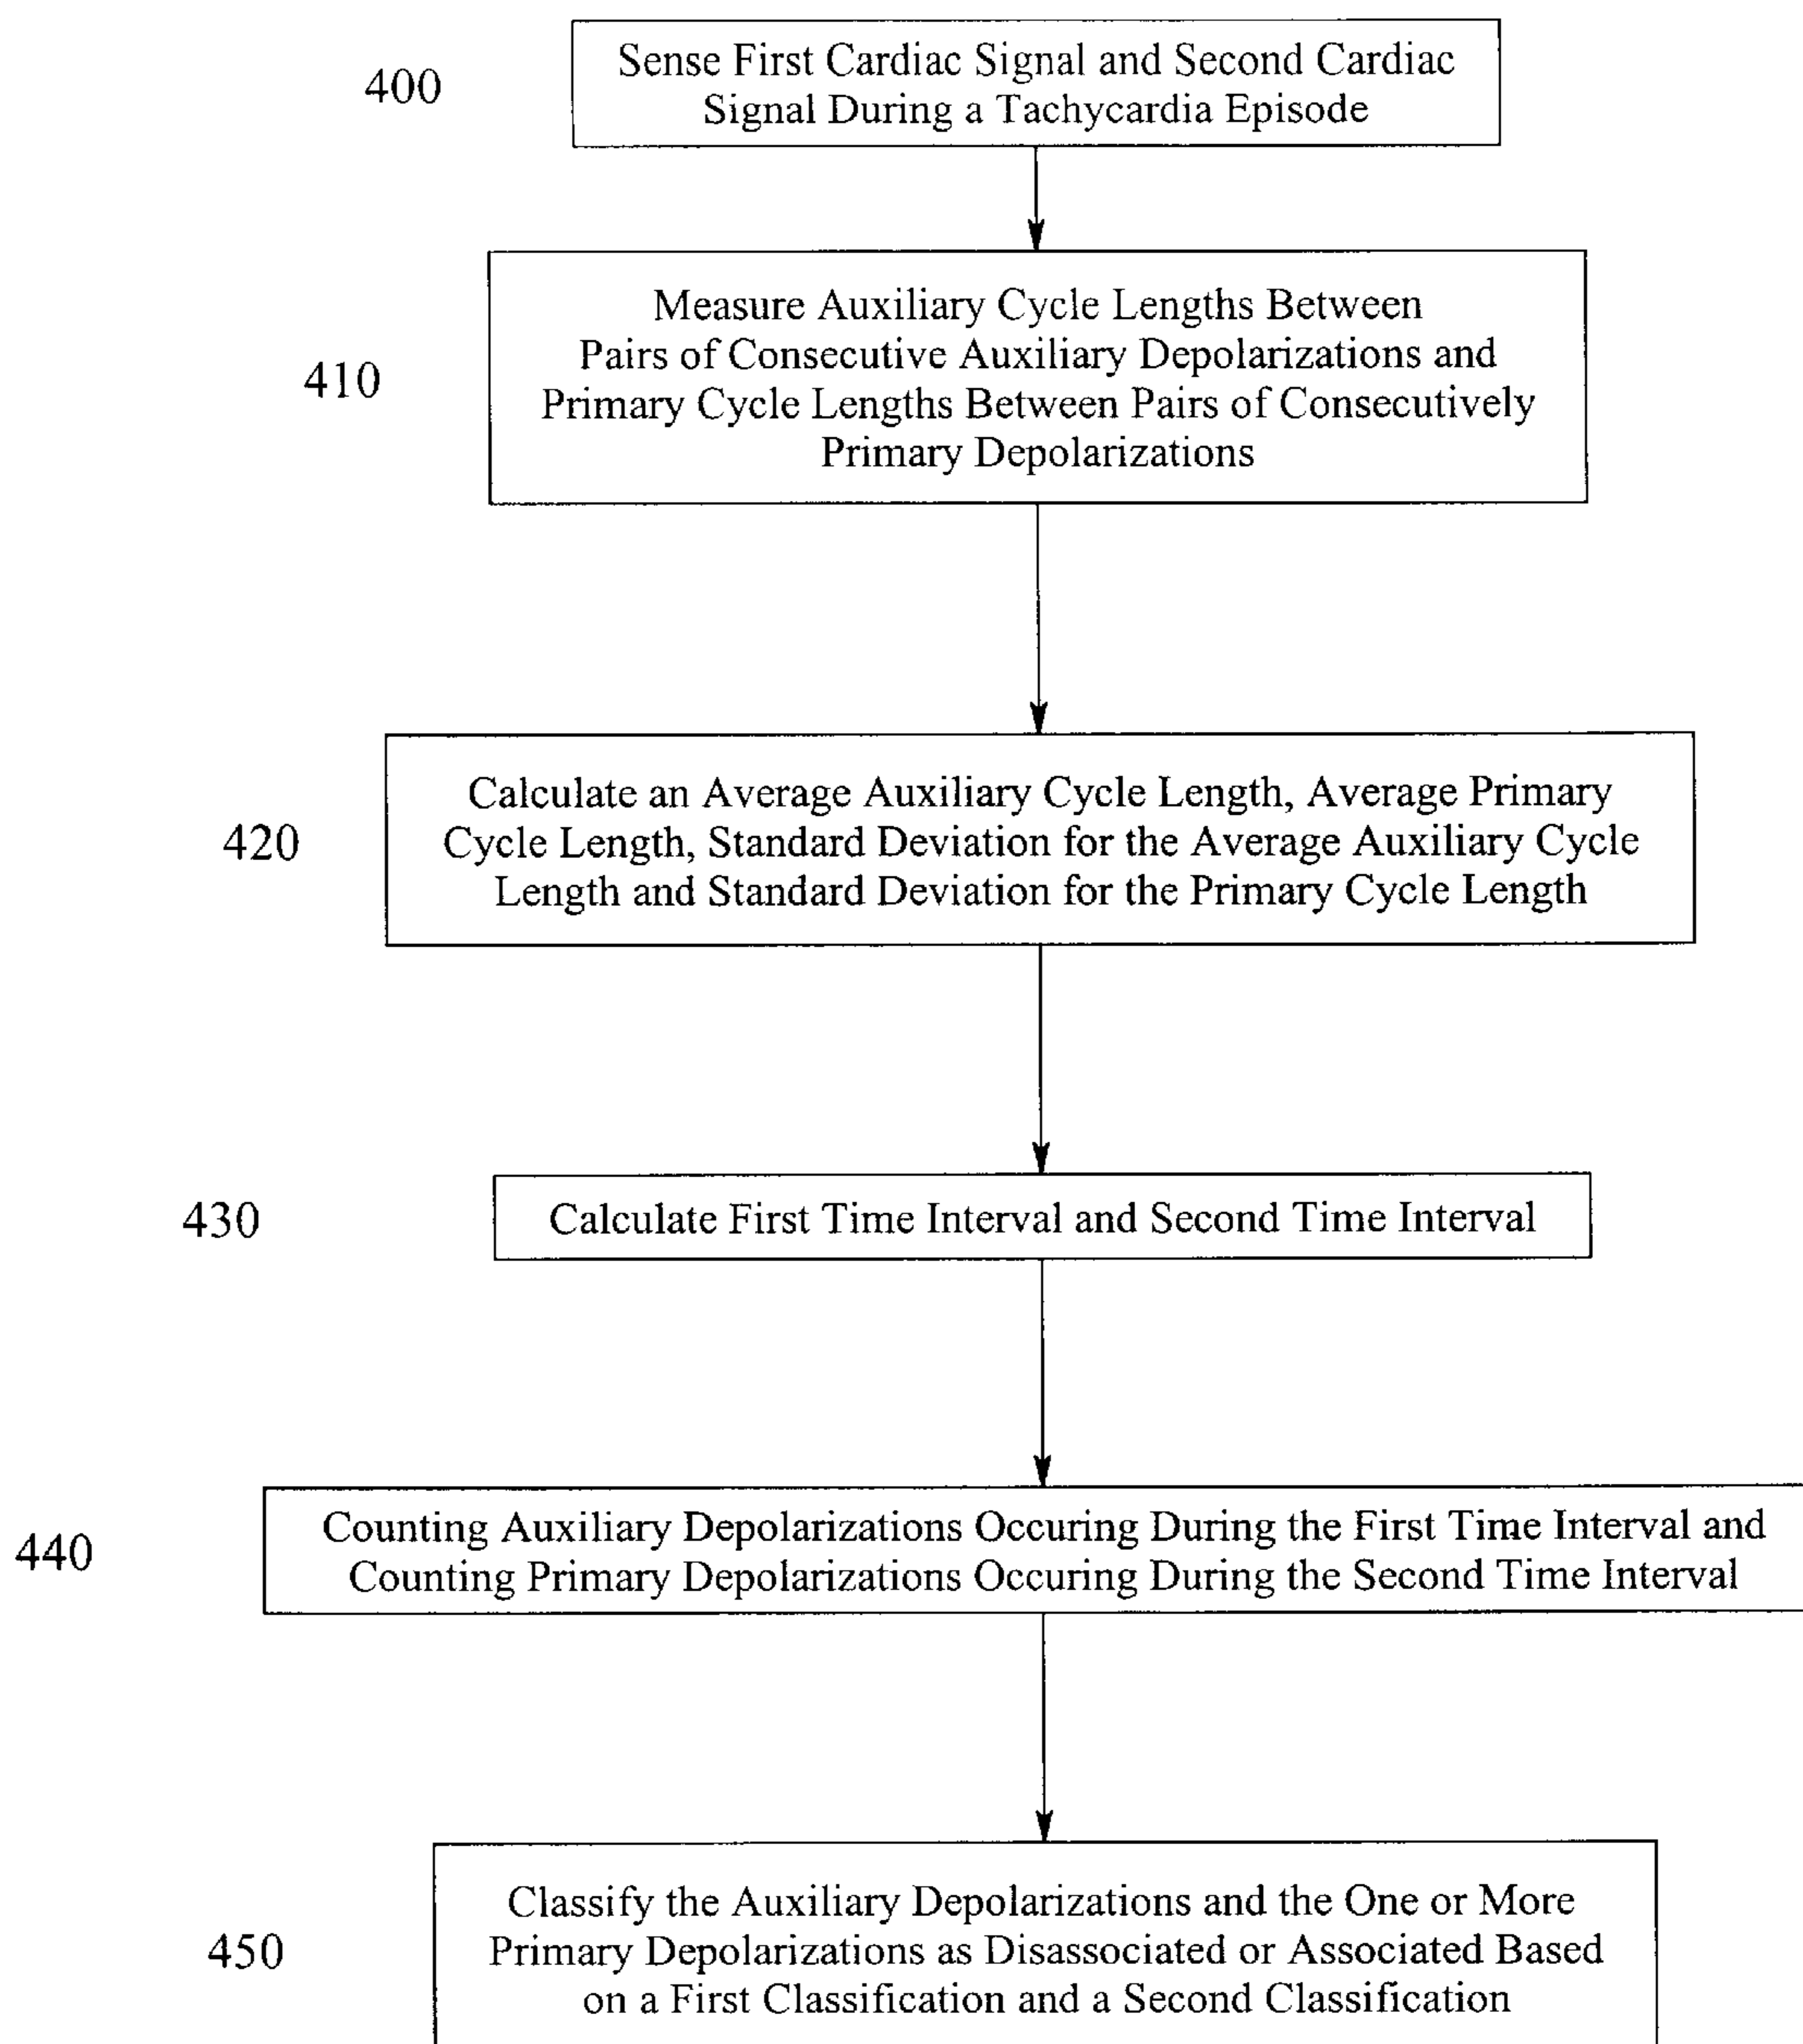 400
Sense First Cardiac Signal and Second Cardiac
Signal During a Tachycardia Episode
410
Measure Auxiliary Cycle Lengths Between
Pairs of Consecutive Auxiliary Depolarizations and
Primary Cycle Lengths Between Pairs of Consecutively
Primary Depolarizations
420
Calculate an Average Auxiliary Cycle Length, Average Primary
Cycle Length, Standard Deviation for the Average Auxiliary Cycle
Length and Standard Deviation for the Primary Cycle Length
430
Calculate First Time Interval and Second Time Interval
440
Counting Auxiliary Depolarizations Occuring During the First Time Interval and
Counting Primary Depolarizations Occuring During the Second Time Interval
450
Classify the Auxiliary Depolarizations and the One or More
Primary Depolarizations as Disassociated or Associated Based
on a First Classification and a Second Classification